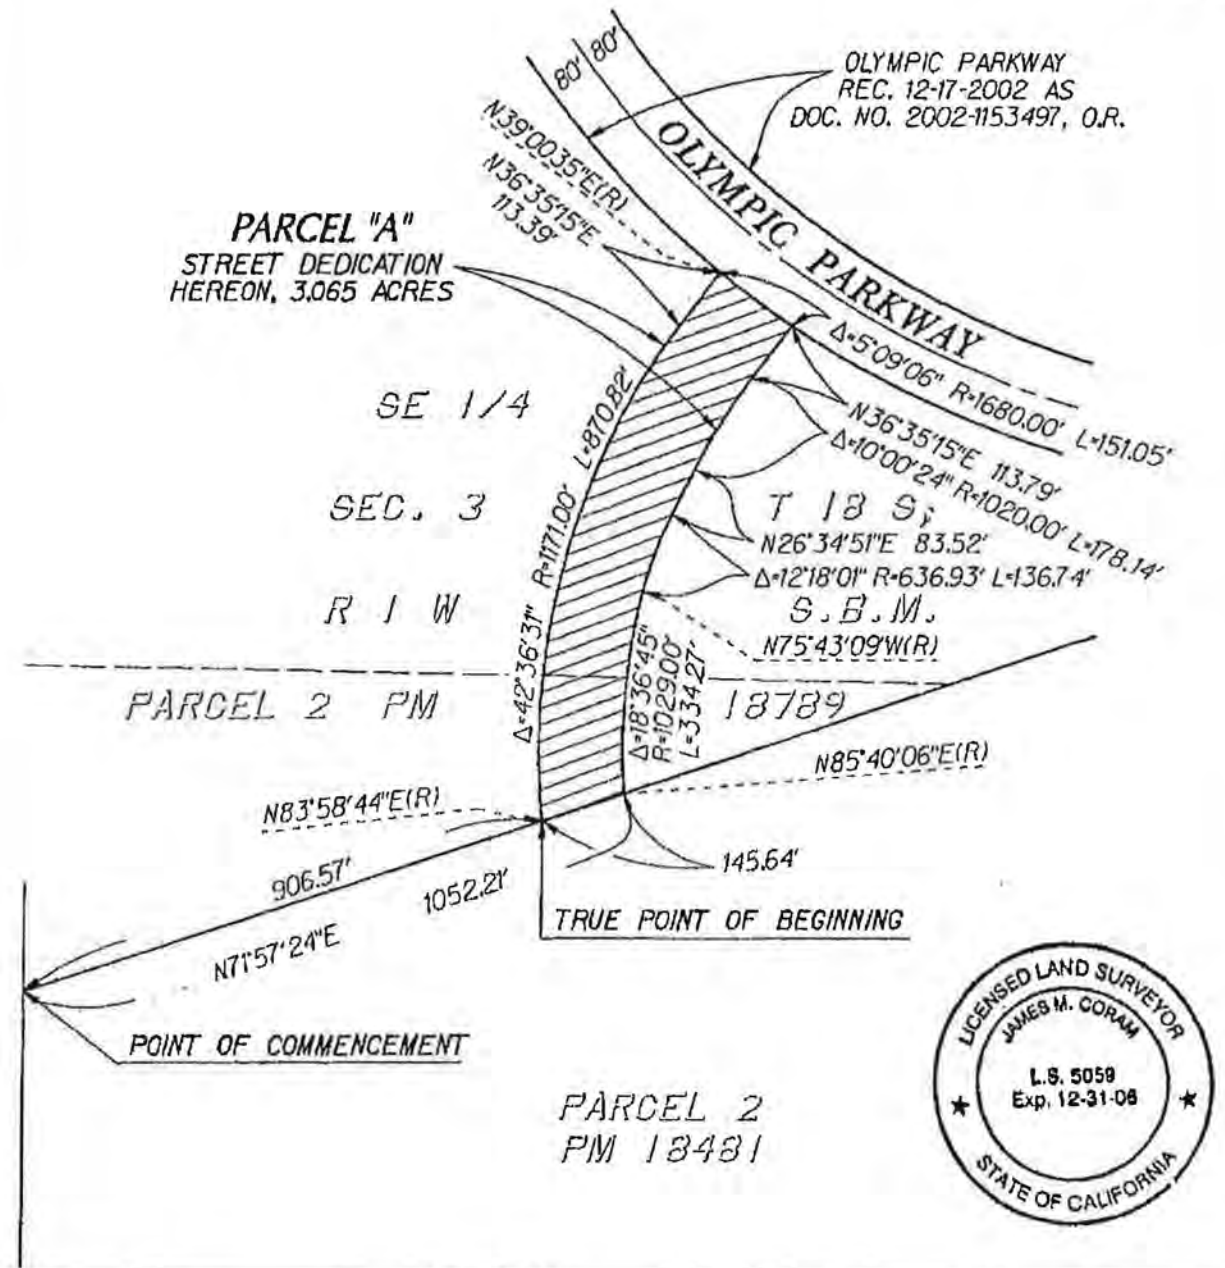 80' 80'
OLYMPIC PARKWAY
REC. 12-17-2002 AS
DOC. NO. 2002-1153497, O.R.
N39°00'35"E(R)
N36°35'15"E
113.39'
OLYMPIC PARKWAY
PARCEL "A"
STREET DEDICATION
HEREON, 3.065 ACRES
Δ=5°09'06" R=1680.00' L=151.05'
N36°35'15"E 113.79'
Δ=10°00'24" R=1020.00' L=178.14'
SE 1/4
SEC. 3
R 1 W
T 18 S,
N26°34'51"E 83.52'
Δ=12°18'01" R=636.93' L=136.74'
S.B.M.
N75°43'09"W(R)
Δ=42°36'31" R=1171.00' L=870.82'
Δ=18°36'45"
R=1029.00'
L=334.27'
PARCEL 2 PM 18789
N85°40'06"E(R)
N83°58'44"E(R)
145.64'
906.57'
1052.21'
N71°57'24"E
TRUE POINT OF BEGINNING
POINT OF COMMENCEMENT
PARCEL 2
PM 18481
LICENSED LAND SURVEYOR
JAMES M. CORAM
L.S. 5059
Exp. 12-31-06
STATE OF CALIFORNIA